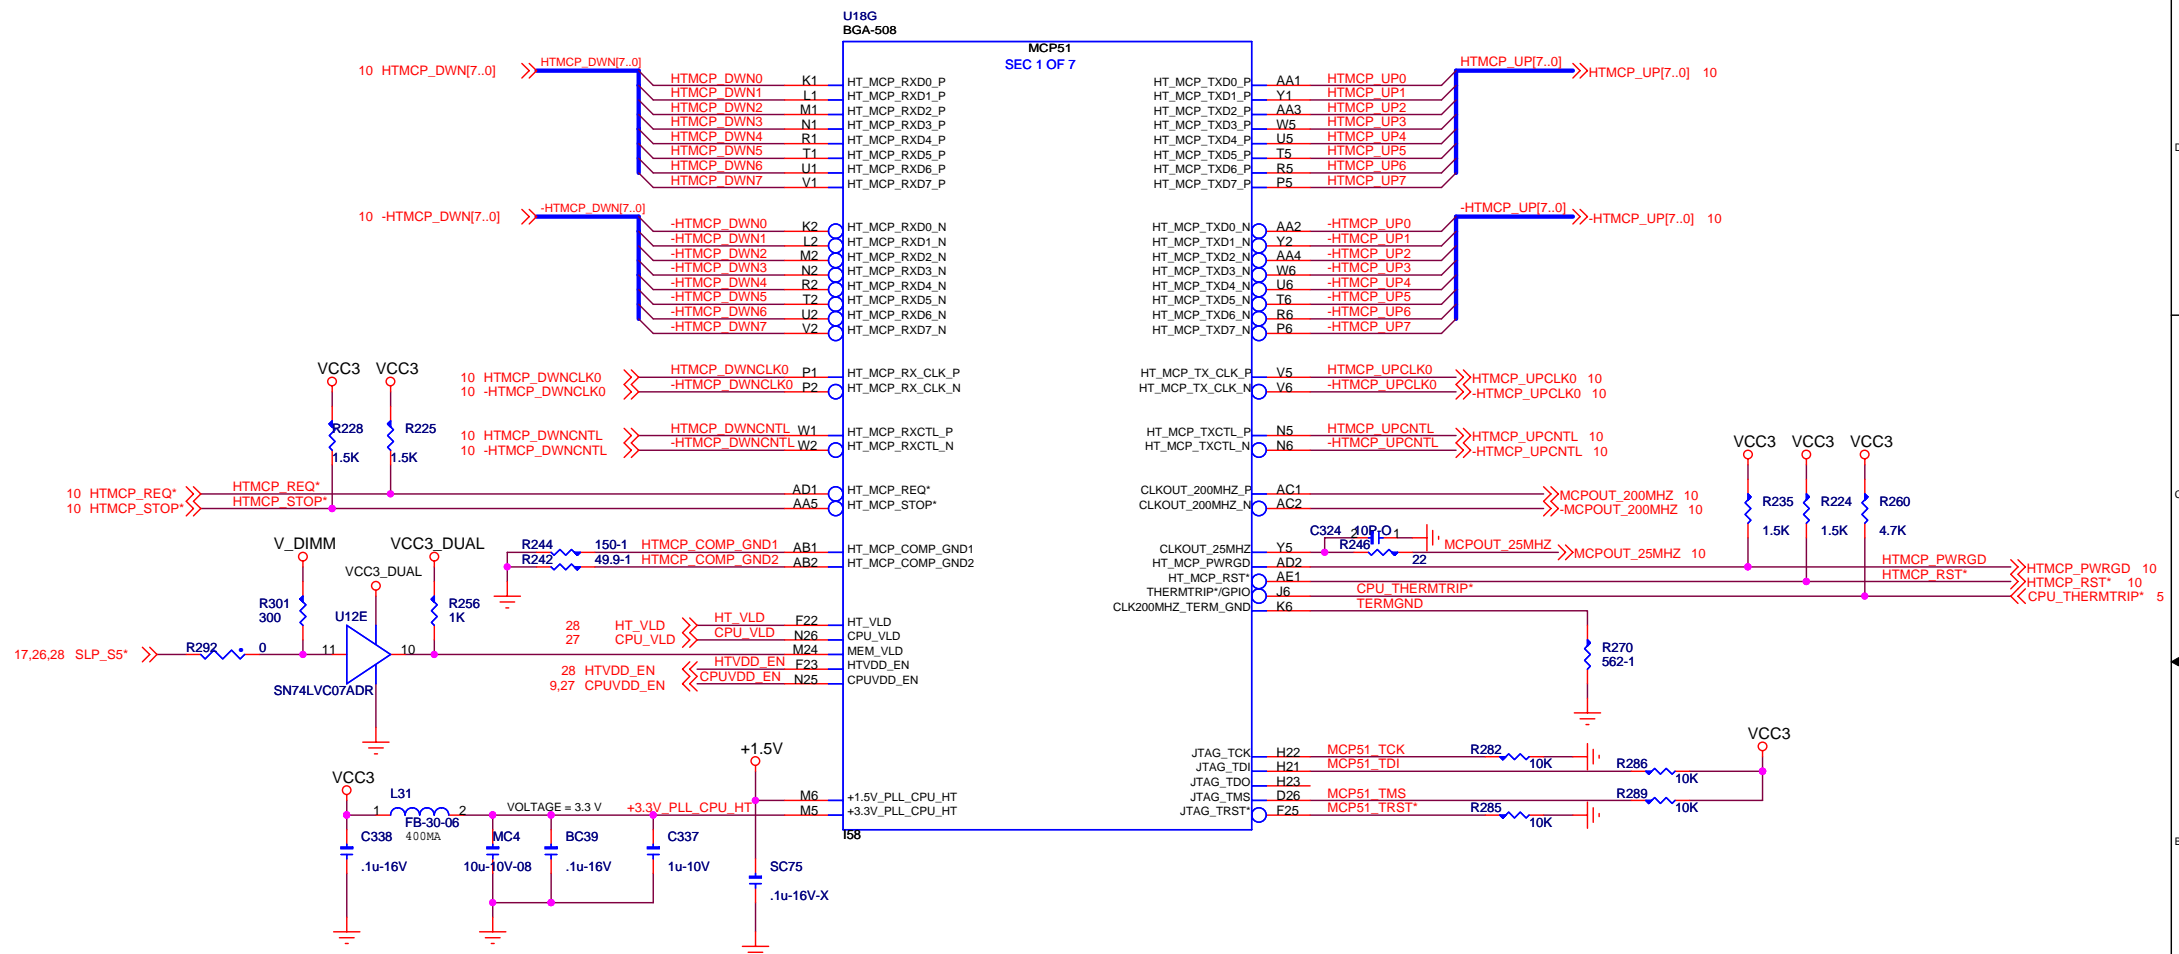 U18G
BGA-508
MCP51
SEC 1 OF 7
10 HTMCP_DWN[7..0] HTMCP_DWN[7..0]
HTMCP_DWN0 K1 HT_MCP_RXD0_P
HTMCP_DWN1 L1 HT_MCP_RXD1_P
HTMCP_DWN2 M1 HT_MCP_RXD2_P
HTMCP_DWN3 N1 HT_MCP_RXD3_P
HTMCP_DWN4 R1 HT_MCP_RXD4_P
HTMCP_DWN5 T1 HT_MCP_RXD5_P
HTMCP_DWN6 U1 HT_MCP_RXD6_P
HTMCP_DWN7 V1 HT_MCP_RXD7_P
10 -HTMCP_DWN[7..0] -HTMCP_DWN[7..0]
-HTMCP_DWN0 K2 HT_MCP_RXD0_N
-HTMCP_DWN1 L2 HT_MCP_RXD1_N
-HTMCP_DWN2 M2 HT_MCP_RXD2_N
-HTMCP_DWN3 N2 HT_MCP_RXD3_N
-HTMCP_DWN4 R2 HT_MCP_RXD4_N
-HTMCP_DWN5 T2 HT_MCP_RXD5_N
-HTMCP_DWN6 U2 HT_MCP_RXD6_N
-HTMCP_DWN7 V2 HT_MCP_RXD7_N
10 HTMCP_DWNCLK0 HTMCP_DWNCLK0 P1 HT_MCP_RX_CLK_P
10 -HTMCP_DWNCLK0 -HTMCP_DWNCLK0 P2 HT_MCP_RX_CLK_N
10 HTMCP_DWNCNTL HTMCP_DWNCNTL W1 HT_MCP_RXCTL_P
10 -HTMCP_DWNCNTL -HTMCP_DWNCNTL W2 HT_MCP_RXCTL_N
VCC3 VCC3
R228 R225
1.5K 1.5K
10 HTMCP_REQ* HTMCP_REQ* AD1 HT_MCP_REQ*
10 HTMCP_STOP* HTMCP_STOP* AA5 HT_MCP_STOP*
R244 150-1 HTMCP_COMP_GND1 AB1 HT_MCP_COMP_GND1
R242 49.9-1 HTMCP_COMP_GND2 AB2 HT_MCP_COMP_GND2
V_DIMM VCC3_DUAL
VCC3_DUAL
R301 300
U12E
R256 1K
28 HT_VLD HT_VLD F22 HT_VLD
27 CPU_VLD CPU_VLD N26 CPU_VLD
17,26,28 SLP_S5* R292 0 11 10 M24 MEM_VLD
28 HTVDD_EN HTVDD_EN F23 HTVDD_EN
9,27 CPUVDD_EN CPUVDD_EN N25 CPUVDD_EN
SN74LVC07ADR
+1.5V
VCC3
L31
1 2
FB-30-06
400MA
VOLTAGE = 3.3 V
M6 +1.5V_PLL_CPU_HT
+3.3V_PLL_CPU_HT M5 +3.3V_PLL_CPU_HT
I58
C338 MC4 BC39 C337
.1u-16V 10u-10V-08 .1u-16V 1u-10V
SC75
.1u-16V-X
HTMCP_UP[7..0] HTMCP_UP[7..0] 10
HT_MCP_TXD0_P AA1 HTMCP_UP0
HT_MCP_TXD1_P Y1 HTMCP_UP1
HT_MCP_TXD2_P AA3 HTMCP_UP2
HT_MCP_TXD3_P W5 HTMCP_UP3
HT_MCP_TXD4_P U5 HTMCP_UP4
HT_MCP_TXD5_P T5 HTMCP_UP5
HT_MCP_TXD6_P R5 HTMCP_UP6
HT_MCP_TXD7_P P5 HTMCP_UP7
-HTMCP_UP[7..0] -HTMCP_UP[7..0] 10
HT_MCP_TXD0_N AA2 -HTMCP_UP0
HT_MCP_TXD1_N Y2 -HTMCP_UP1
HT_MCP_TXD2_N AA4 -HTMCP_UP2
HT_MCP_TXD3_N W6 -HTMCP_UP3
HT_MCP_TXD4_N U6 -HTMCP_UP4
HT_MCP_TXD5_N T6 -HTMCP_UP5
HT_MCP_TXD6_N R6 -HTMCP_UP6
HT_MCP_TXD7_N P6 -HTMCP_UP7
HT_MCP_TX_CLK_P V5 HTMCP_UPCLK0 HTMCP_UPCLK0 10
HT_MCP_TX_CLK_N V6 -HTMCP_UPCLK0 -HTMCP_UPCLK0 10
HT_MCP_TXCTL_P N5 HTMCP_UPCNTL HTMCP_UPCNTL 10
HT_MCP_TXCTL_N N6 -HTMCP_UPCNTL -HTMCP_UPCNTL 10
VCC3 VCC3 VCC3
R235 R224 R260
1.5K 1.5K 4.7K
CLKOUT_200MHZ_P AC1 MCPOUT_200MHZ 10
CLKOUT_200MHZ_N AC2 -MCPOUT_200MHZ 10
C324 10P-O
2 1
CLKOUT_25MHZ Y5 R246 22 MCPOUT_25MHZ MCPOUT_25MHZ 10
HT_MCP_PWRGD AD2 HTMCP_PWRGD HTMCP_PWRGD 10
HT_MCP_RST* AE1 HTMCP_RST* HTMCP_RST* 10
THERMTRIP*/GPIO J6 CPU_THERMTRIP* CPU_THERMTRIP* 5
CLK200MHZ_TERM_GND K6 TERMGND
R270
562-1
VCC3
JTAG_TCK H22 MCP51_TCK R282 10K
JTAG_TDI H21 MCP51_TDI R286 10K
JTAG_TDO H23
JTAG_TMS D26 MCP51_TMS R289 10K
JTAG_TRST* F25 MCP51_TRST* R285 10K